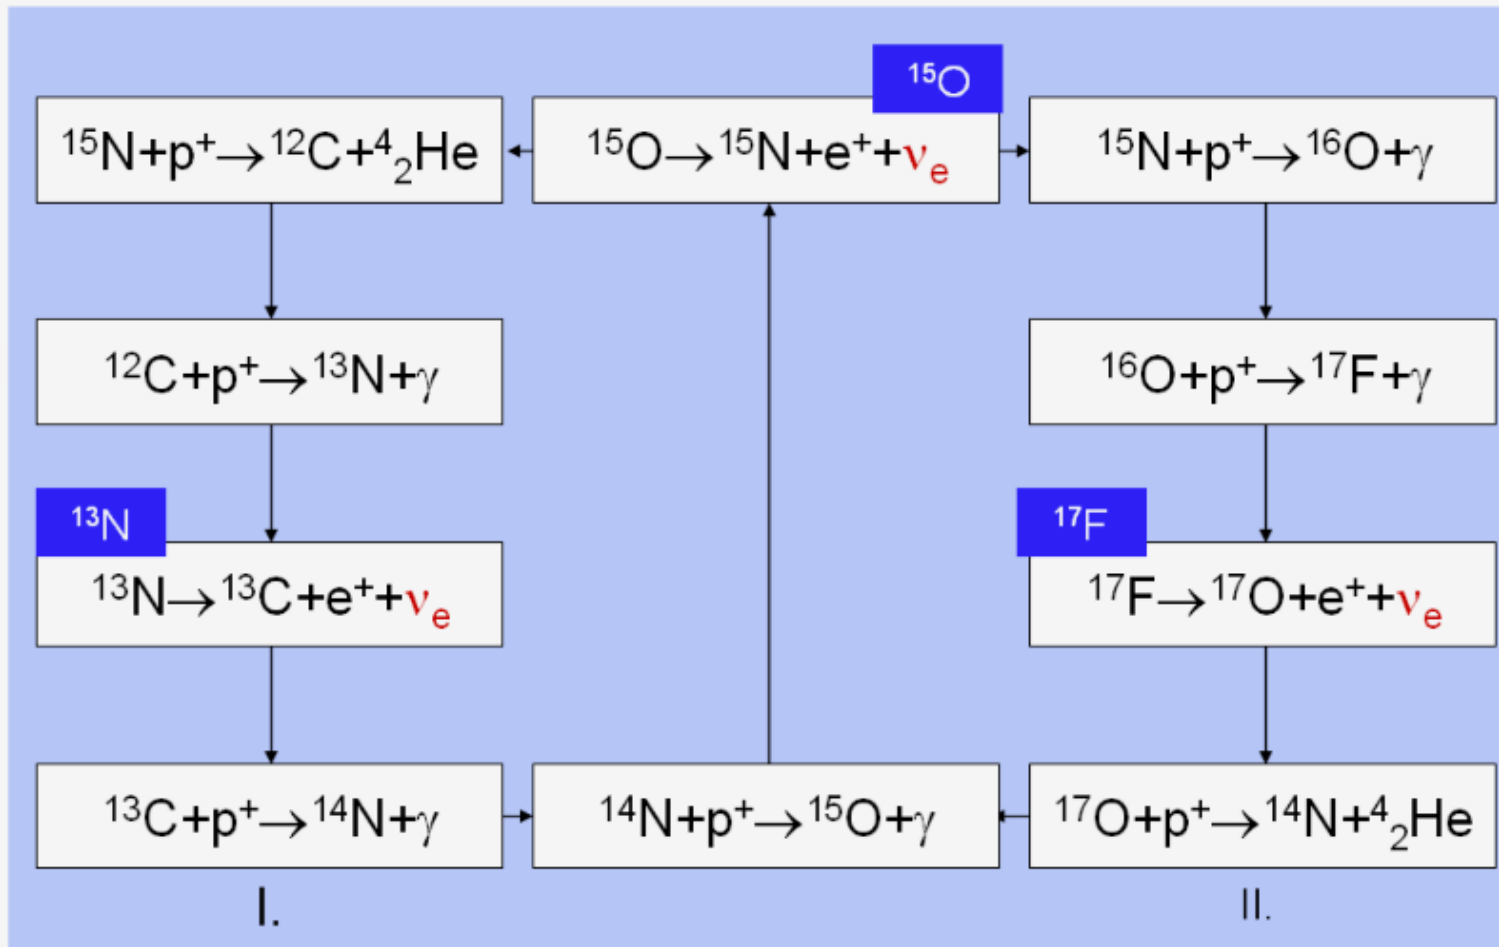 ¹⁵O
¹⁵N+p⁺→¹²C+⁴₂He
¹⁵O→¹⁵N+e⁺+νₑ
¹⁵N+p⁺→¹⁶O+γ
¹²C+p⁺→¹³N+γ
¹⁶O+p⁺→¹⁷F+γ
¹³N
¹⁷F
¹³N→¹³C+e⁺+νₑ
¹⁷F→¹⁷O+e⁺+νₑ
¹³C+p⁺→¹⁴N+γ
¹⁴N+p⁺→¹⁵O+γ
¹⁷O+p⁺→¹⁴N+⁴₂He
I.
II.